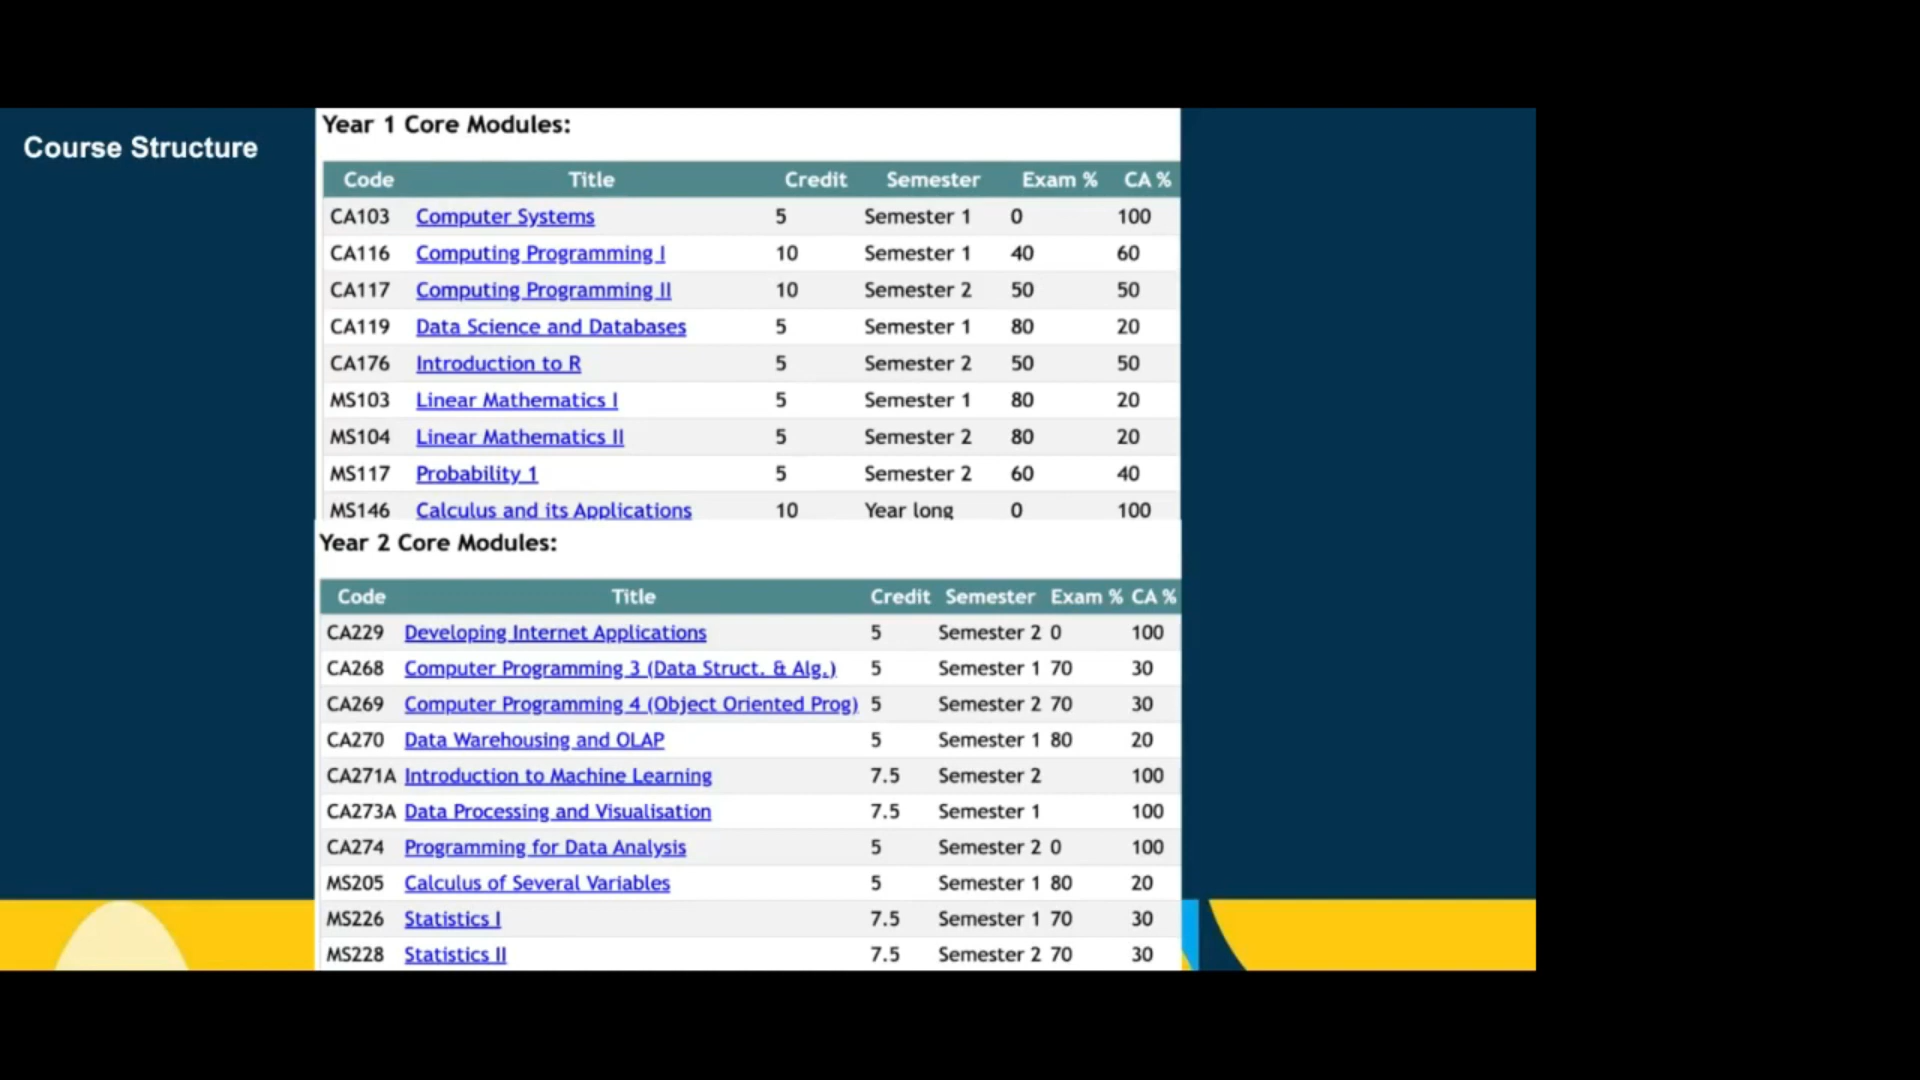 Course Structure
Year 1 Core Modules:
Code Title Credit Semester Exam % CA %
CA103 Computer Systems 5 Semester 1 0 100
CA116 Computing Programming I 10 Semester 1 40 60
CA117 Computing Programming II 10 Semester 2 50 50
CA119 Data Science and Databases 5 Semester 1 80 20
CA176 Introduction to R 5 Semester 2 50 50
MS103 Linear Mathematics I 5 Semester 1 80 20
MS104 Linear Mathematics II 5 Semester 2 80 20
MS117 Probability 1 5 Semester 2 60 40
MS146 Calculus and its Applications 10 Year long 0 100
Year 2 Core Modules:
Code Title Credit Semester Exam % CA %
CA229 Developing Internet Applications 5 Semester 2 0 100
CA268 Computer Programming 3 (Data Struct. & Alg.) 5 Semester 1 70 30
CA269 Computer Programming 4 (Object Oriented Prog) 5 Semester 2 70 30
CA270 Data Warehousing and OLAP 5 Semester 1 80 20
CA271A Introduction to Machine Learning 7.5 Semester 2 100
CA273A Data Processing and Visualisation 7.5 Semester 1 100
CA274 Programming for Data Analysis 5 Semester 2 0 100
MS205 Calculus of Several Variables 5 Semester 1 80 20
MS226 Statistics I 7.5 Semester 1 70 30
MS228 Statistics II 7.5 Semester 2 70 30